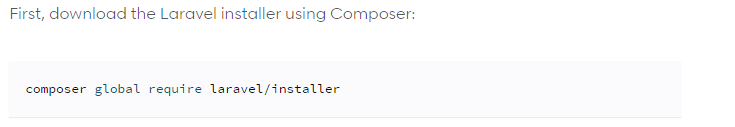 First, download the Laravel installer using Composer:
composer global require laravel/installer